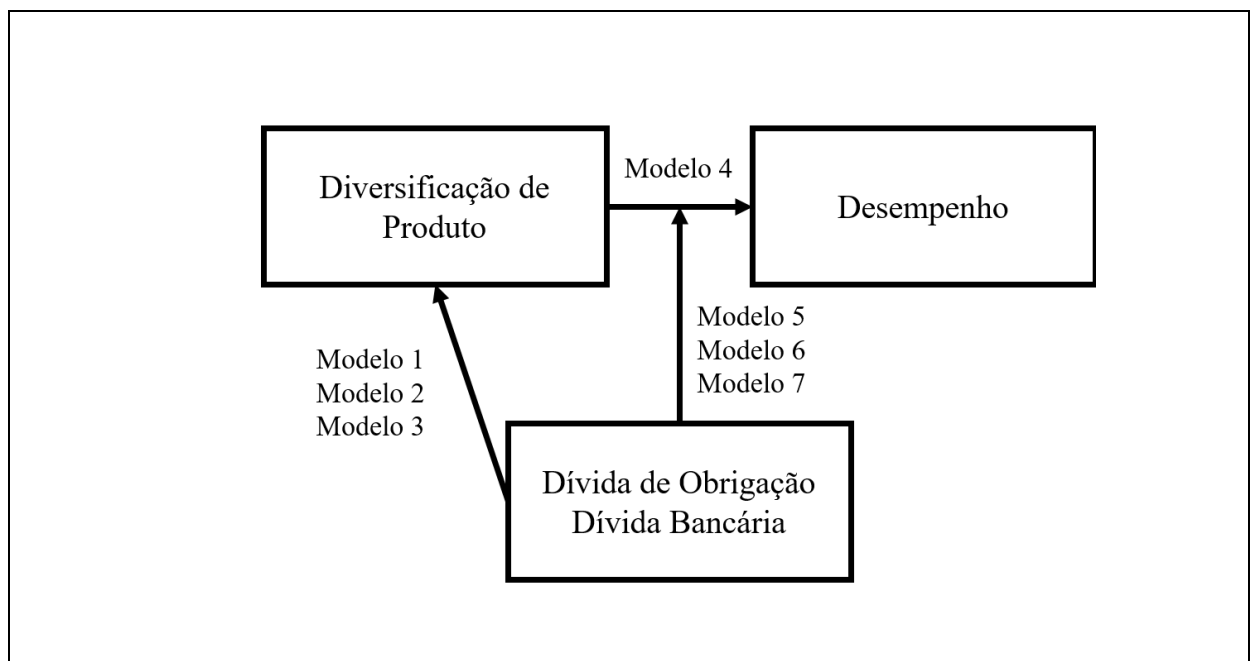 Diversificação de
Produto
Modelo 4
Desempenho
Modelo 1
Modelo 2
Modelo 3
Modelo 5
Modelo 6
Modelo 7
Dívida de Obrigação
Dívida Bancária